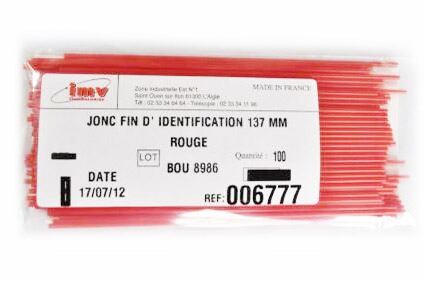 imv
TECHNOLOGIES
Zone Industrielle Est N°1
Saint Ouen sur Iton 61300 L'Aigle
Tél : 02 33 34 64 64 - Télécopie : 02 33 34 11 98
MADE IN FRANCE
JONC FIN D' IDENTIFICATION 137 MM
ROUGE
LOT
BOU 8986
Quantité : 100
DATE
17/07/12
REF: 006777